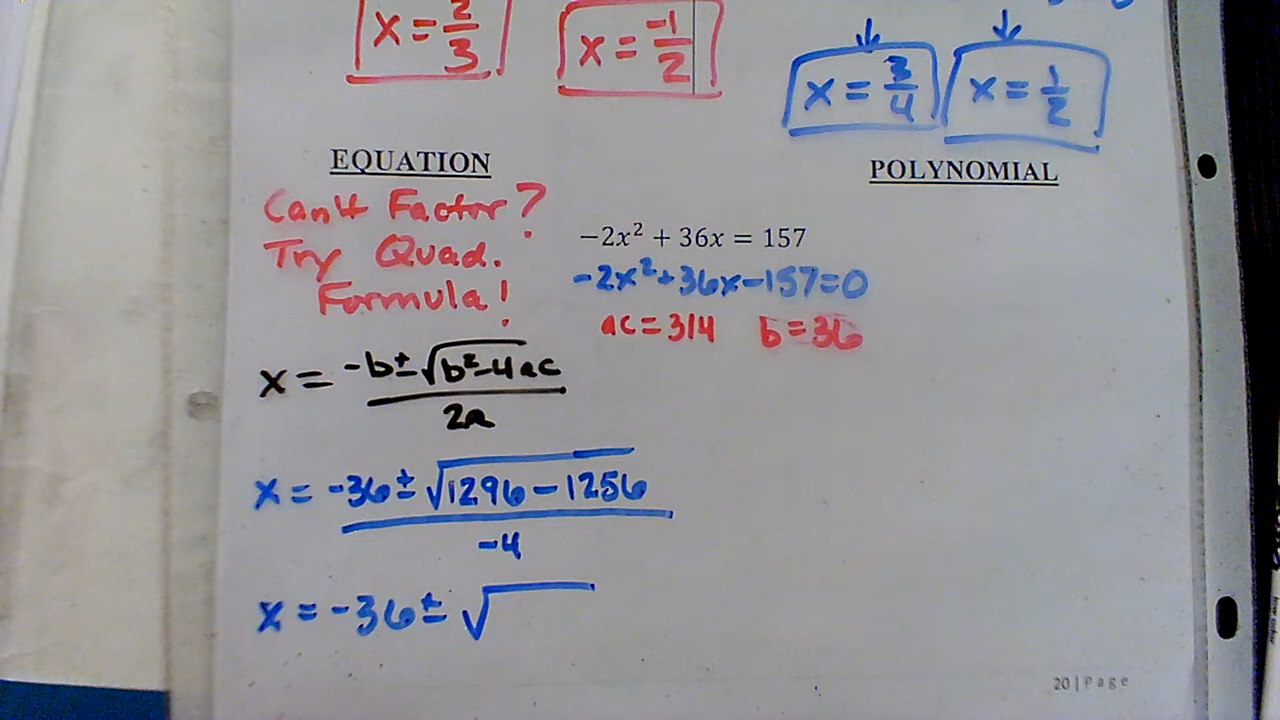 x = 2/3
x = -1/2
x = 3/4
x = 1/2
EQUATION
POLYNOMIAL
Can't Factor?
Try Quad.
Formula!
−2x² + 36x = 157
-2x²+36x-157=0
ac=314 b=36
x = -b±√b²-4ac / 2a
x = -36±√1296-1256 / -4
x = -36±√
20 | Page